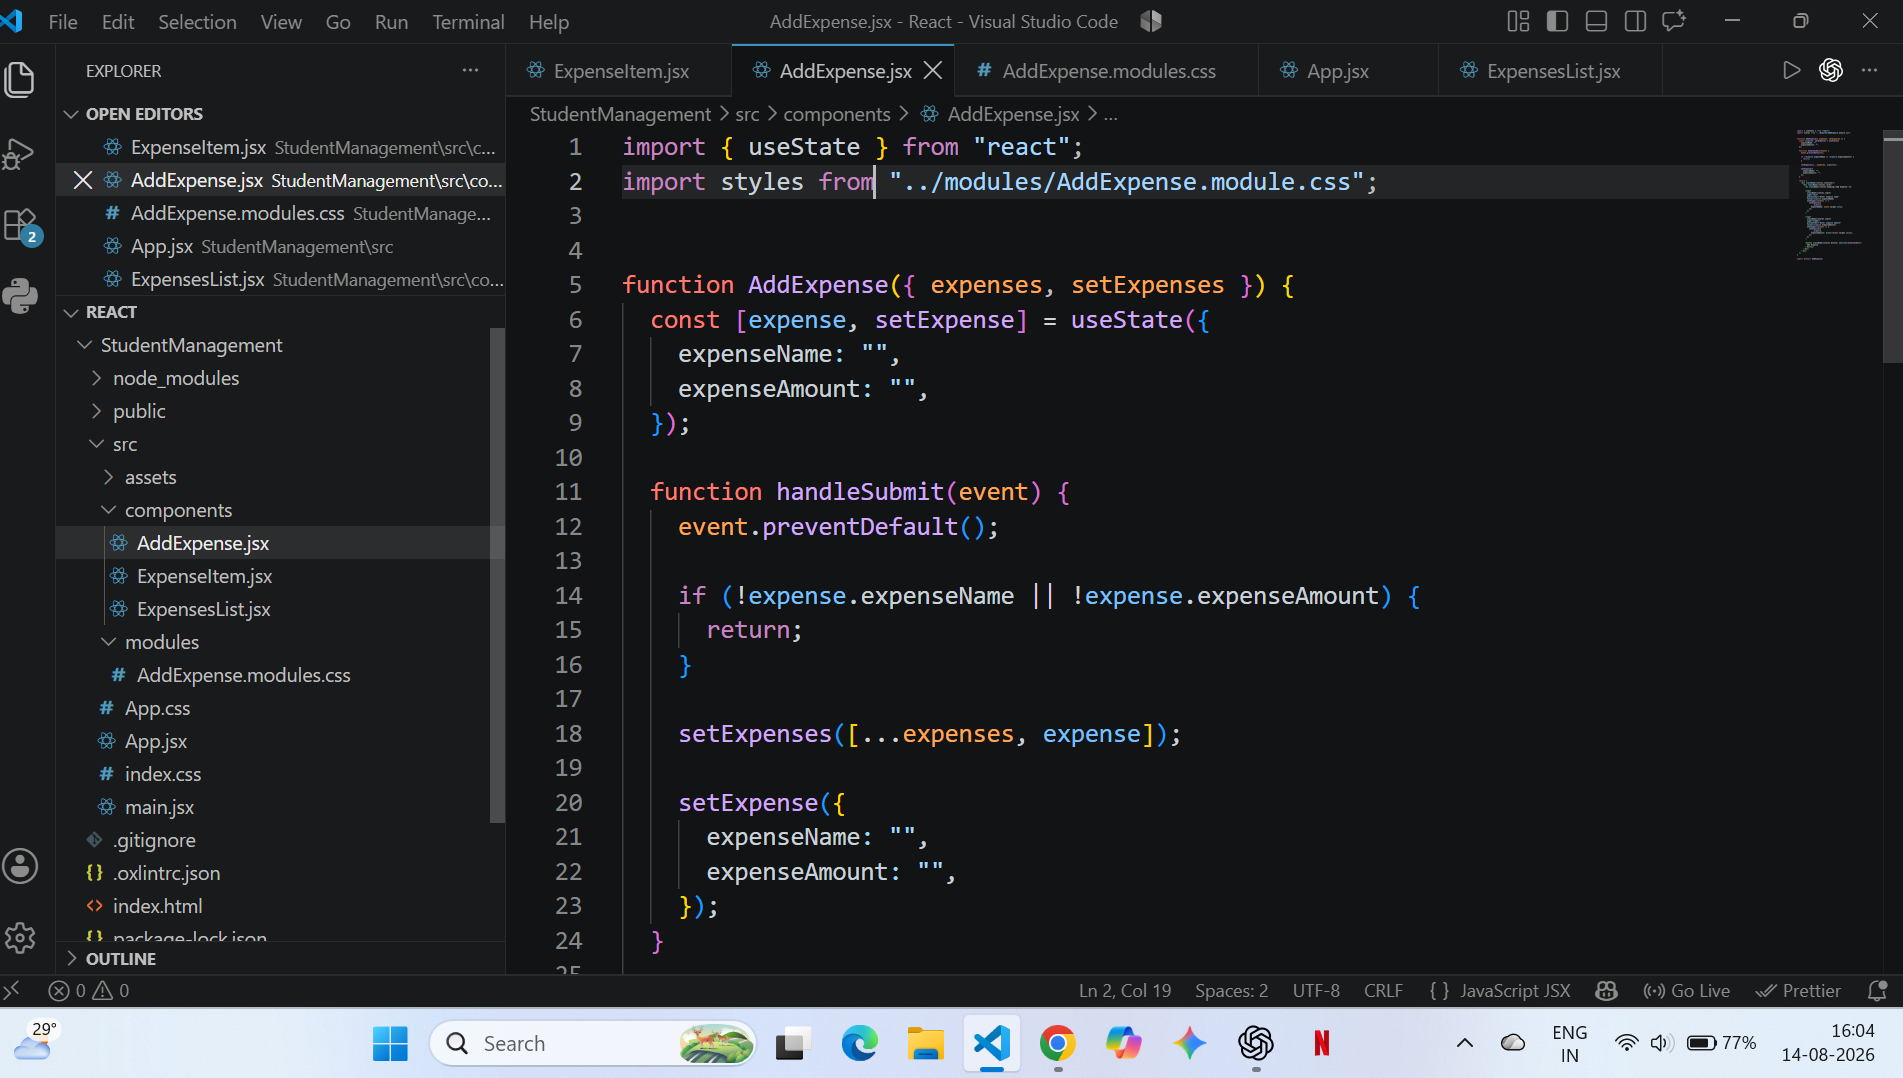 File Edit Selection View Go Run Terminal Help
AddExpense.jsx - React - Visual Studio Code
EXPLORER
OPEN EDITORS
ExpenseItem.jsx StudentManagement\src\c...
AddExpense.jsx StudentManagement\src\co...
AddExpense.modules.css StudentManage...
App.jsx StudentManagement\src
ExpensesList.jsx StudentManagement\src\co...
REACT
StudentManagement
node_modules
public
src
assets
components
AddExpense.jsx
ExpenseItem.jsx
ExpensesList.jsx
modules
AddExpense.modules.css
App.css
App.jsx
index.css
main.jsx
.gitignore
.oxlintrc.json
index.html
package-lock.json
OUTLINE
2
ExpenseItem.jsx AddExpense.jsx # AddExpense.modules.css App.jsx ExpensesList.jsx
StudentManagement > src > components > AddExpense.jsx > ...
1 import { useState } from "react";
2 import styles from "../modules/AddExpense.module.css";
3
4
5 function AddExpense({ expenses, setExpenses }) {
6 const [expense, setExpense] = useState({
7 expenseName: "",
8 expenseAmount: "",
9 });
10
11 function handleSubmit(event) {
12 event.preventDefault();
13
14 if (!expense.expenseName || !expense.expenseAmount) {
15 return;
16 }
17
18 setExpenses([...expenses, expense]);
19
20 setExpense({
21 expenseName: "",
22 expenseAmount: "",
23 });
24 }
25
0 0
Ln 2, Col 19 Spaces: 2 UTF-8 CRLF { } JavaScript JSX Go Live Prettier
29°
Search
N
ENG
IN
77%
16:04
14-08-2026